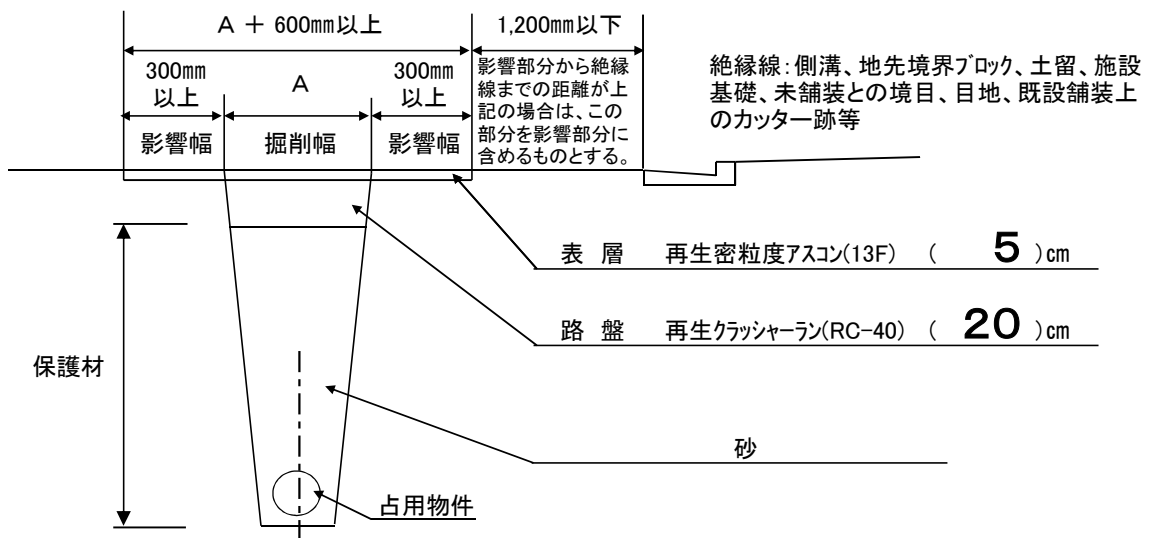 A + 600㎜以上
1,200㎜以下
300mm
以上
影響幅
A
掘削幅
300mm
以上
影響幅
影響部分から絶縁
線までの距離が上
記の場合は、この
部分を影響部分に
含めるものとする。
絶縁線:側溝、地先境界ブロック、土留、施設
基礎、未舗装との境目、目地、既設舗装上
のカッター跡等
表 層 再生密粒度アスコン(13F) ( 5 )㎝
路 盤 再生クラッシャーラン(RC-40) ( 20 )㎝
保護材
砂
占用物件